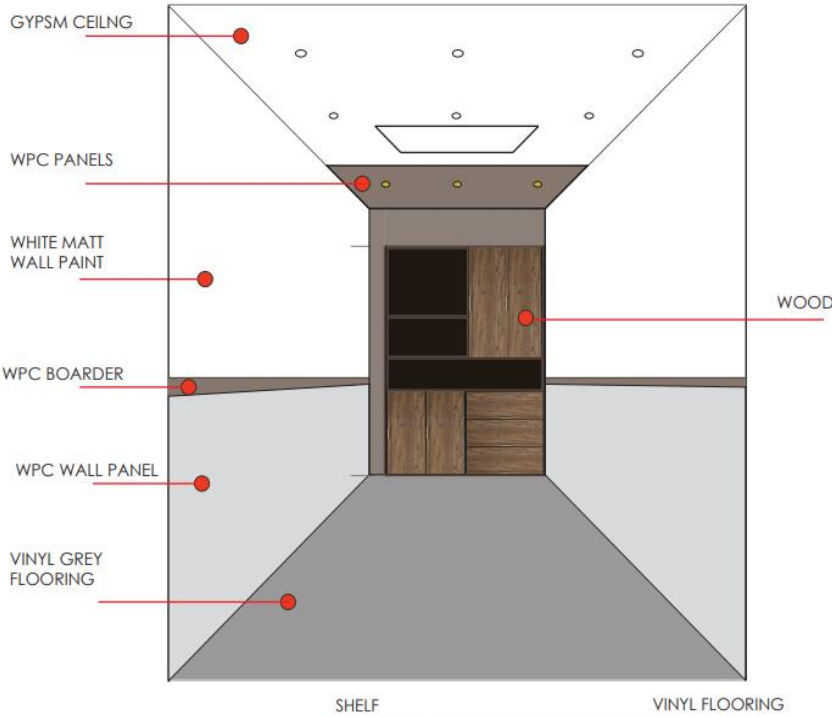 GYPSM CEILNG
WPC PANELS
WHITE MATT
WALL PAINT
WOOD
WPC BOARDER
WPC WALL PANEL
VINYL GREY
FLOORING
SHELF
VINYL FLOORING